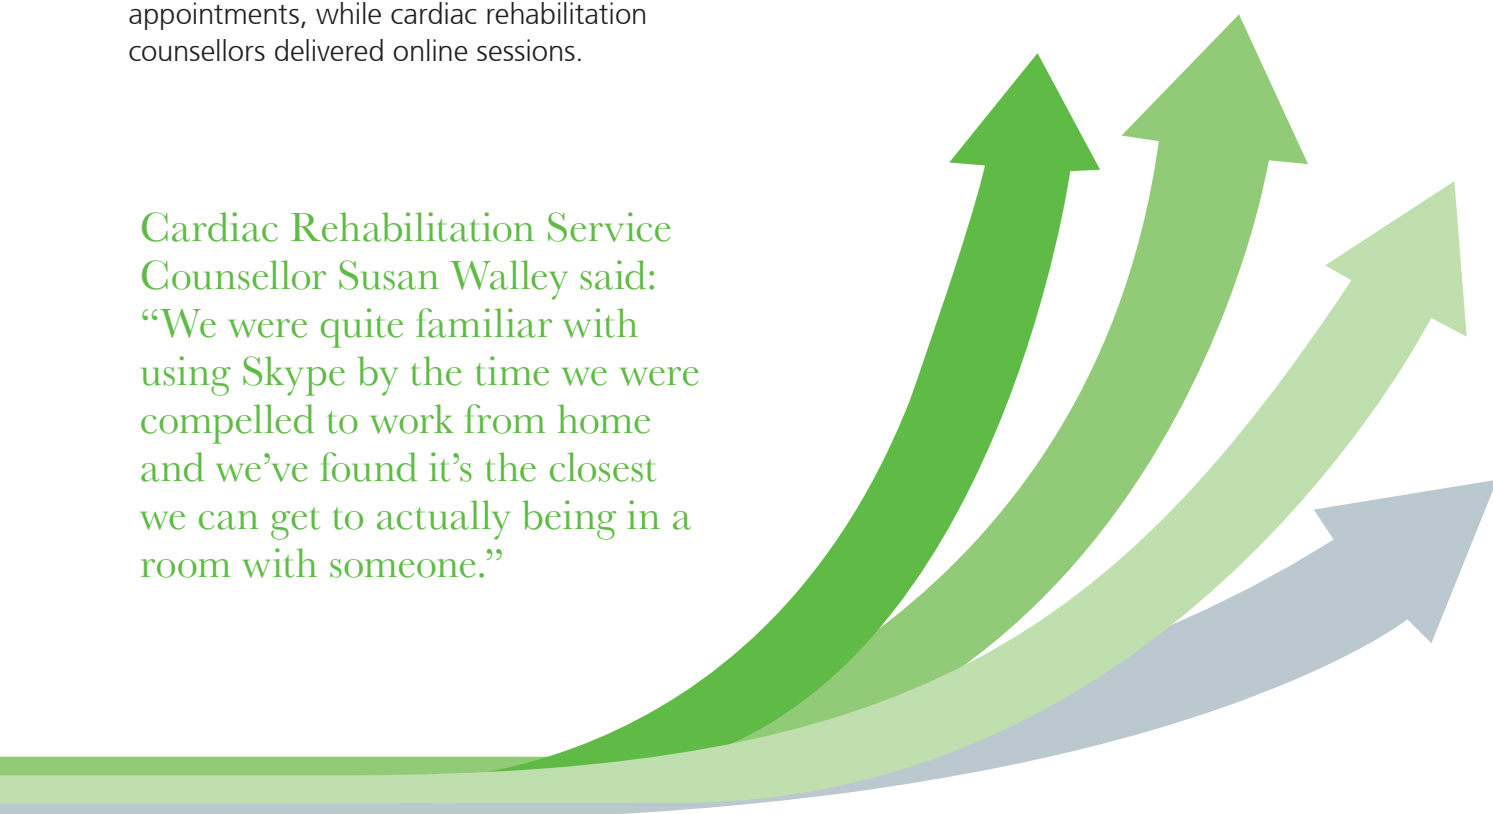 appointments, while cardiac rehabilitation
counsellors delivered online sessions.
Cardiac Rehabilitation Service
Counsellor Susan Walley said:
“We were quite familiar with
using Skype by the time we were
compelled to work from home
and we’ve found it’s the closest
we can get to actually being in a
room with someone.”